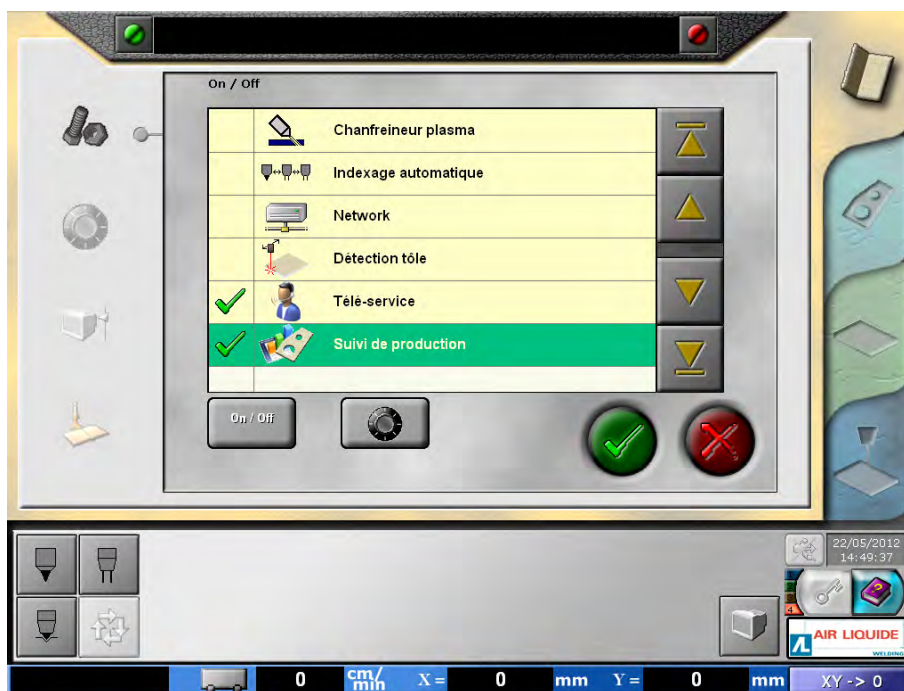 On / Off
Chanfreineur plasma
Indexage automatique
Network
Détection tôle
Télé-service
Suivi de production
On / Off
22/05/2012
14:49:37
4
AIR LIQUIDE
WELDING
0 cm/min X = 0 mm Y = 0 mm XY -> 0